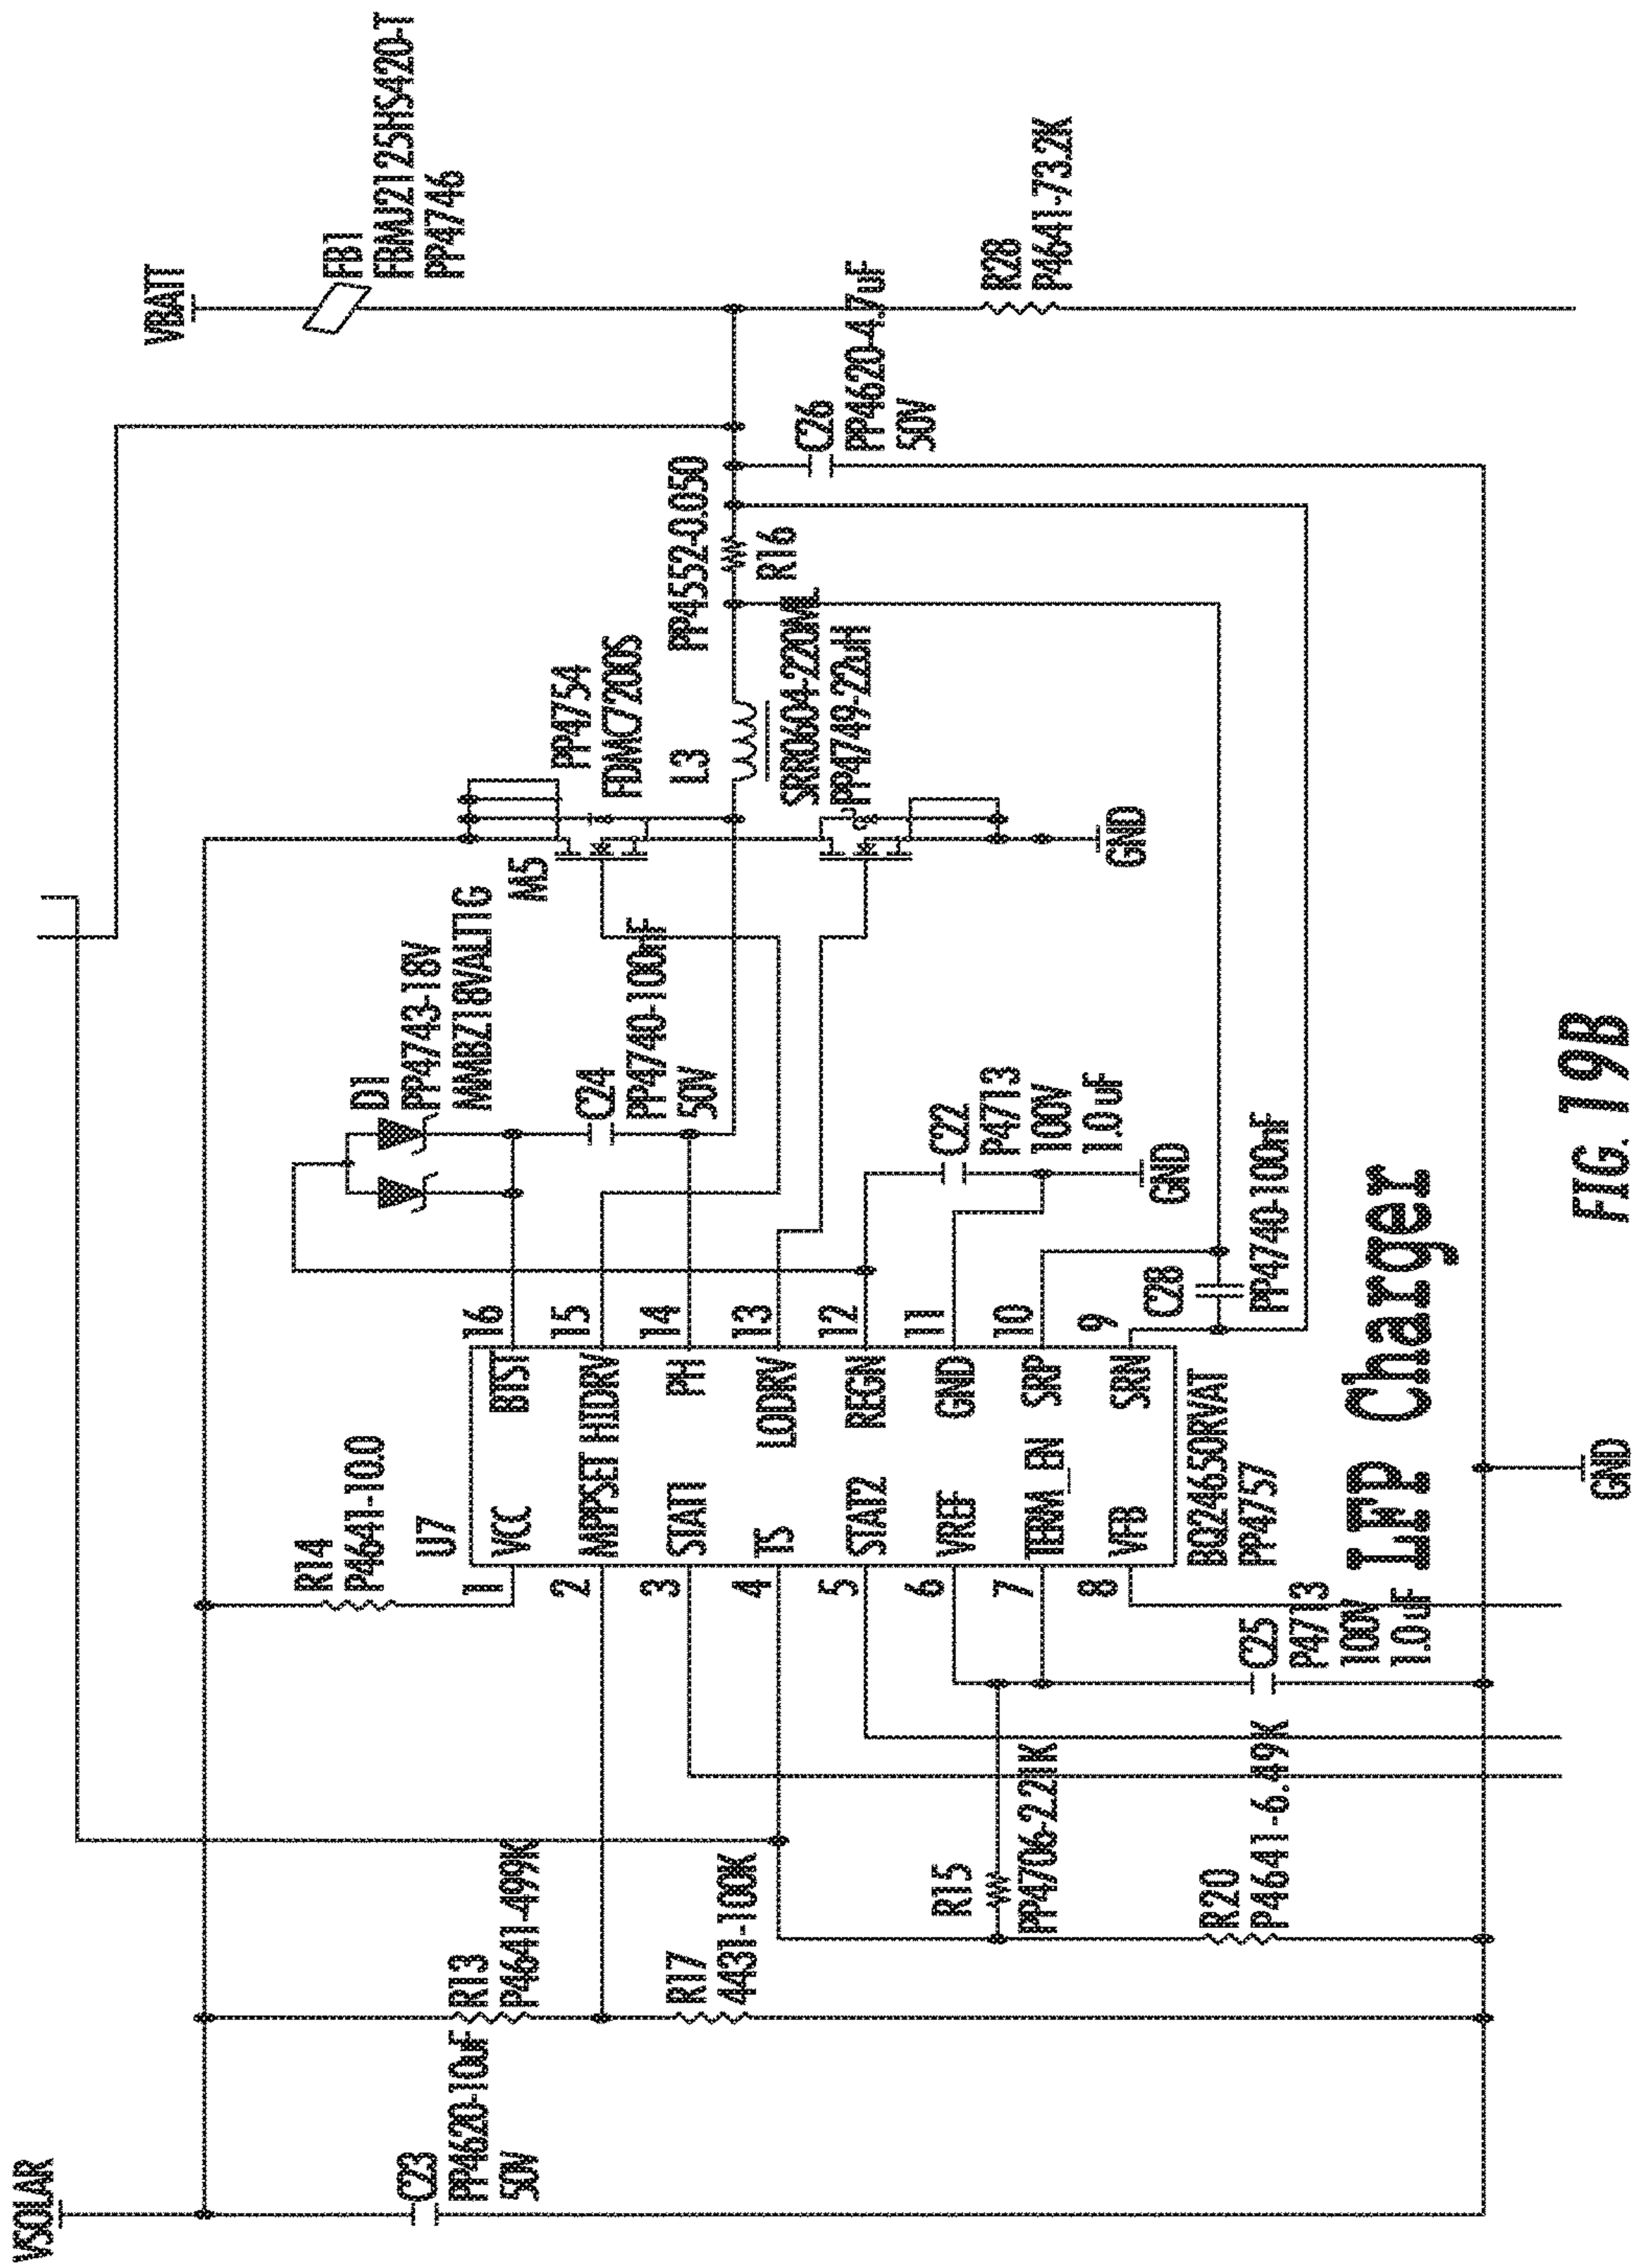 VSOLAR
C23
PP4620-10uF
50V
R13
P4641-499K
R17
4431-100K
R14
P4641-10.0
U7
1
VCC
2
MPPSET
3
STAT1
4
TS
5
STAT2
6
VREF
7
TERM_EN
8
VFB
BTST
16
HIDRV
15
PH
14
LODRV
13
REGN
12
GND
11
SRP
10
SRN
9
BQ24650RVAT
PP4757
R15
PP4706-2.21K
R20
P4641-6.49K
C25
P4713
100V
1.0uF
LFP Charger
D1
PP4743-18V
MMBZ18VALT1G
C24
PP4740-100nF
50V
C22
P4713
100V
1.0uF
GND
C28
PP4740-100nF
M5
PP4754
FDMC7200S
L3
SRR0604-220ML
PP4749-22uH
GND
PP4552-0.050
R16
C26
PP4620-4.7uF
50V
VBATT
FB1
FBMJ2125HS420-T
PP4746
R28
P4641-73.2K
GND
FIG. 19B